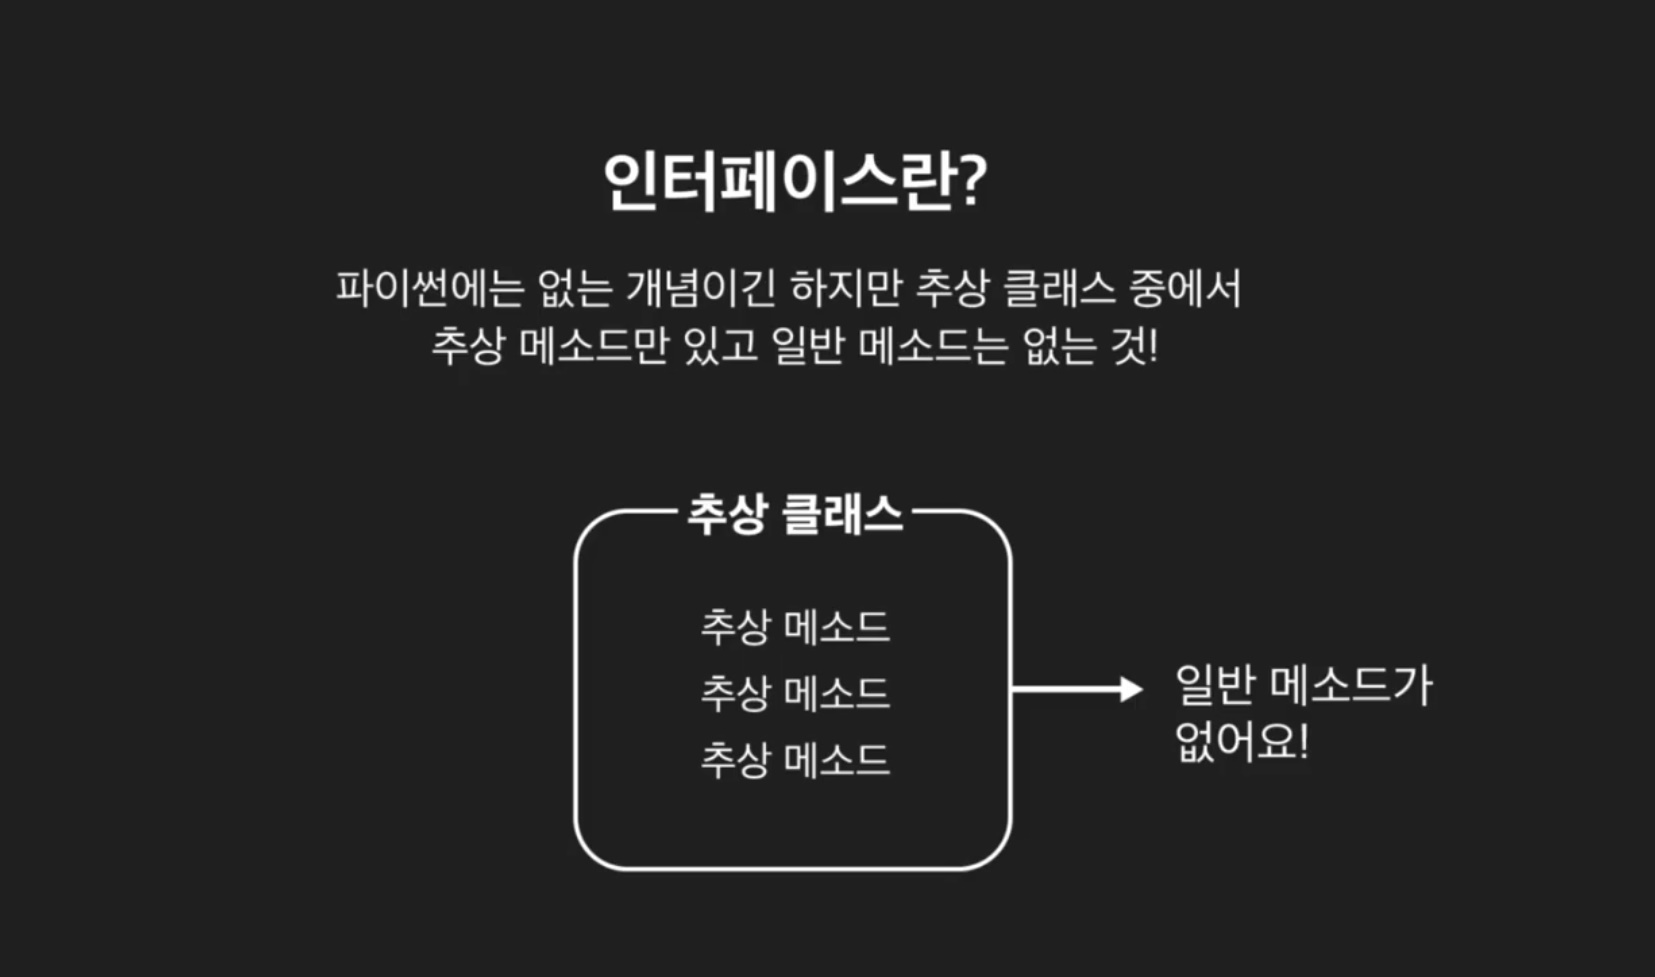 인터페이스란?
파이썬에는 없는 개념이긴 하지만 추상 클래스 중에서
추상 메소드만 있고 일반 메소드는 없는 것!
추상 클래스
추상 메소드
추상 메소드
추상 메소드
일반 메소드가
없어요!